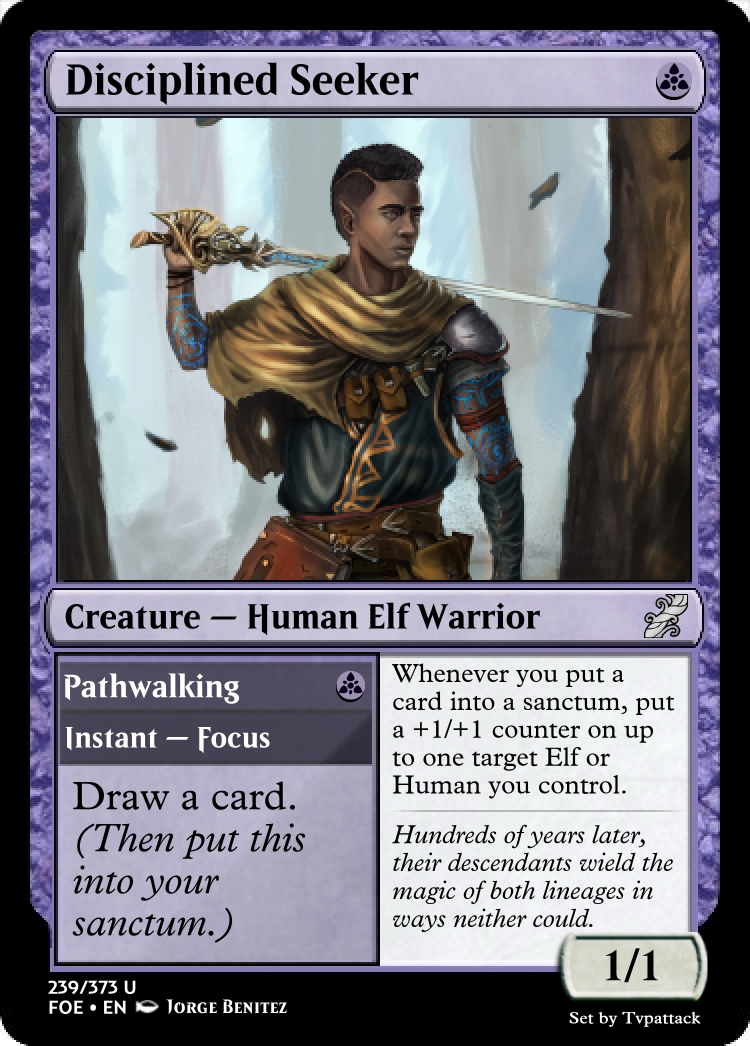 Disciplined Seeker
Creature — Human Elf Warrior
Pathwalking
Instant — Focus
Draw a card.
(Then put this
into your
sanctum.)
Whenever you put a
card into a sanctum, put
a +1/+1 counter on up
to one target Elf or
Human you control.
Hundreds of years later,
their descendants wield the
magic of both lineages in
ways neither could.
1/1
239/373 U
FOE • EN Jorge Benitez
Set by Tvpattack